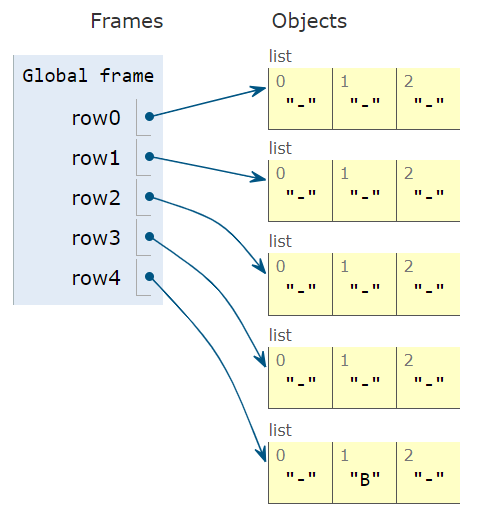 Frames Objects
Global frame
row0
row1
row2
row3
row4
list
0 1 2
"-" "-" "-"
list
0 1 2
"-" "-" "-"
list
0 1 2
"-" "-" "-"
list
0 1 2
"-" "-" "-"
list
0 1 2
"-" "B" "-"